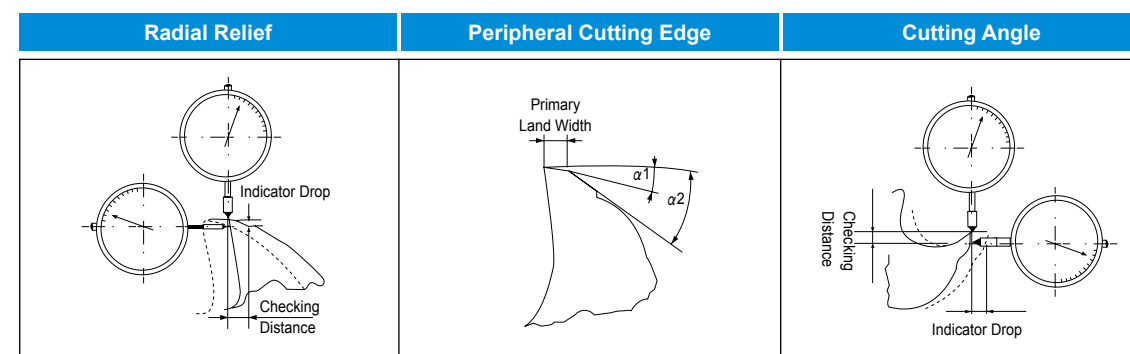 Radial Relief
Peripheral Cutting Edge
Cutting Angle
Indicator Drop
Checking
Distance
Primary
Land Width
α1
α2
Checking
Distance
Indicator Drop